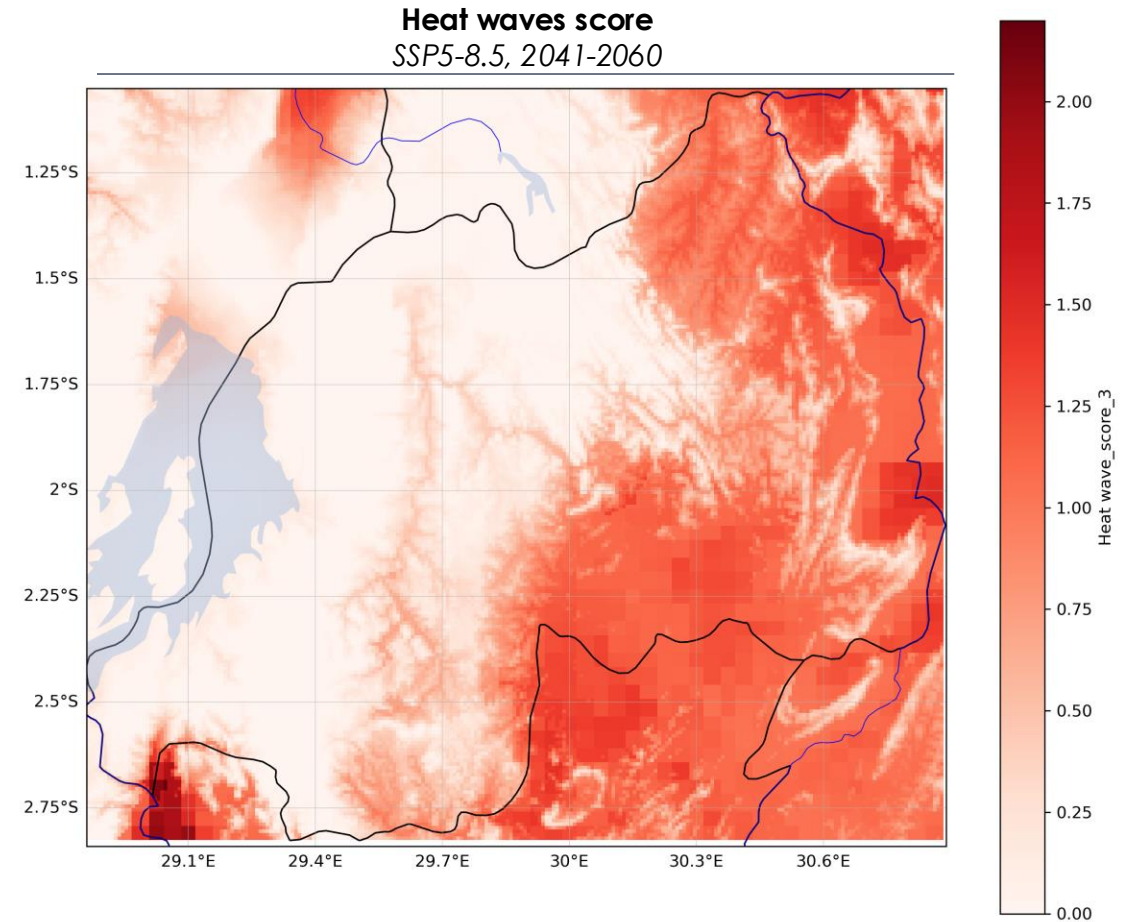 Heat waves score
SSP5-8.5, 2041-2060
1.25°S
1.5°S
1.75°S
2°S
2.25°S
2.5°S
2.75°S
29.1°E
29.4°E
29.7°E
30°E
30.3°E
30.6°E
2.00
1.75
1.50
1.25
1.00
0.75
0.50
0.25
0.00
Heat wave_score_3